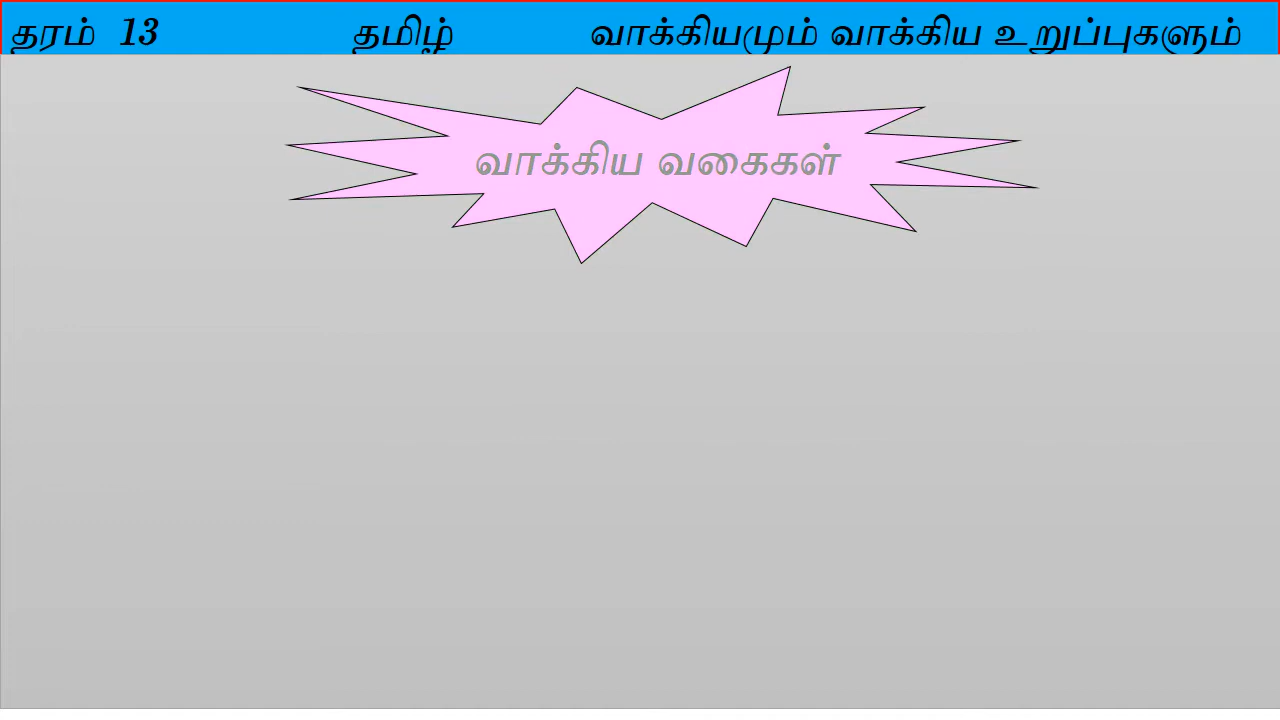 தரம் 13 தமிழ் வாக்கியமும் வாக்கிய உறுப்புகளும்
வாக்கிய வகைகள்